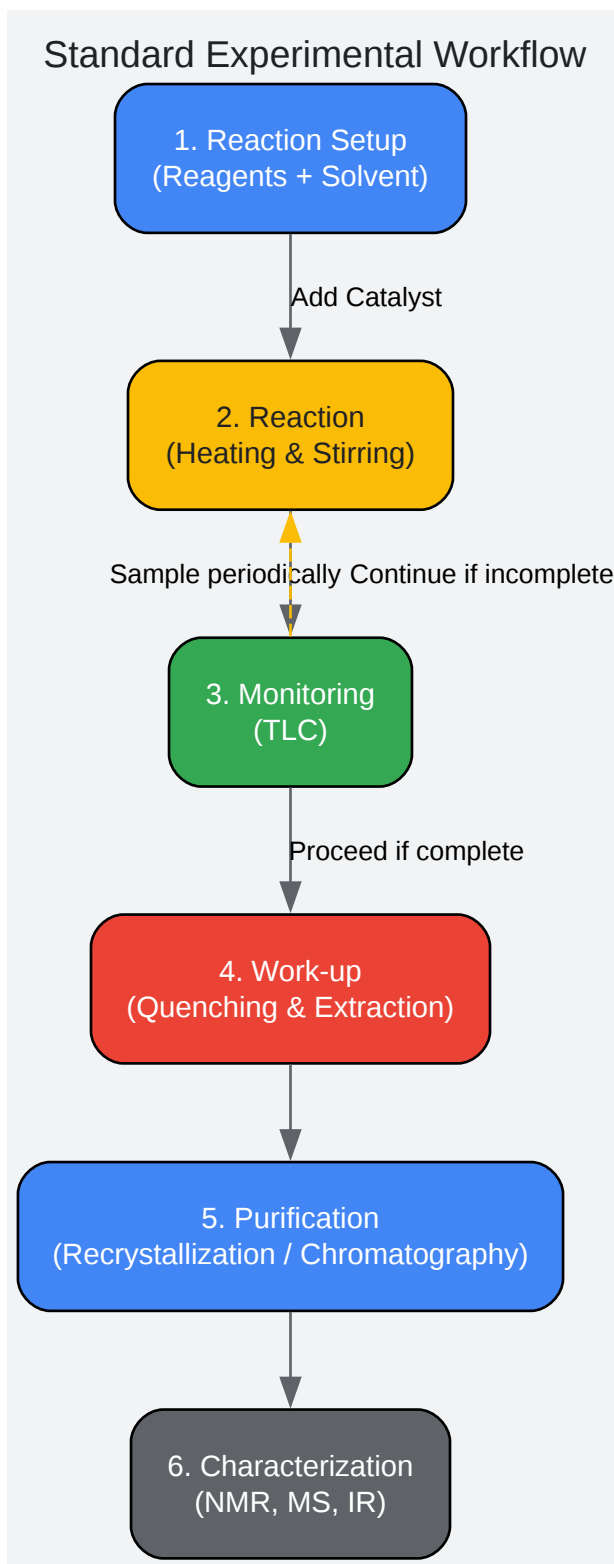 Standard Experimental Workflow
1. Reaction Setup
(Reagents + Solvent)
Add Catalyst
2. Reaction
(Heating & Stirring)
Sample periodically
Continue if incomplete
3. Monitoring
(TLC)
Proceed if complete
4. Work-up
(Quenching & Extraction)
5. Purification
(Recrystallization / Chromatography)
6. Characterization
(NMR, MS, IR)